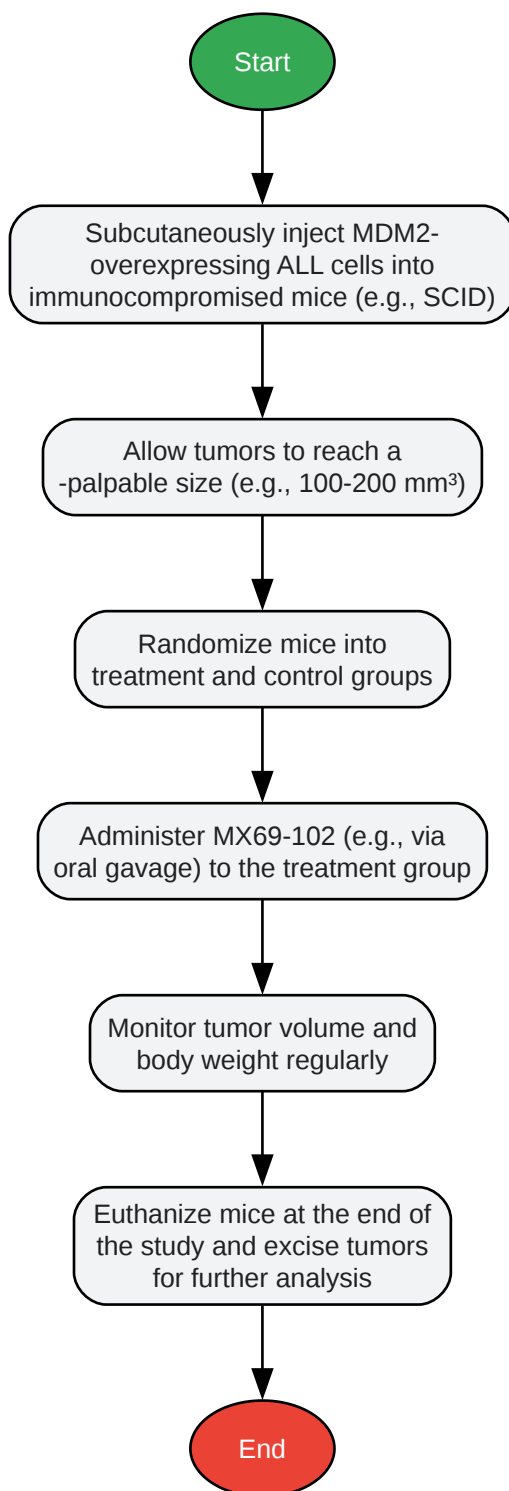 Start
Subcutaneously inject MDM2-
overexpressing ALL cells into
immunocompromised mice (e.g., SCID)
Allow tumors to reach a
-palpable size (e.g., 100-200 mm³)
Randomize mice into
treatment and control groups
Administer MX69-102 (e.g., via
oral gavage) to the treatment group
Monitor tumor volume and
body weight regularly
Euthanize mice at the end of
the study and excise tumors
for further analysis
End